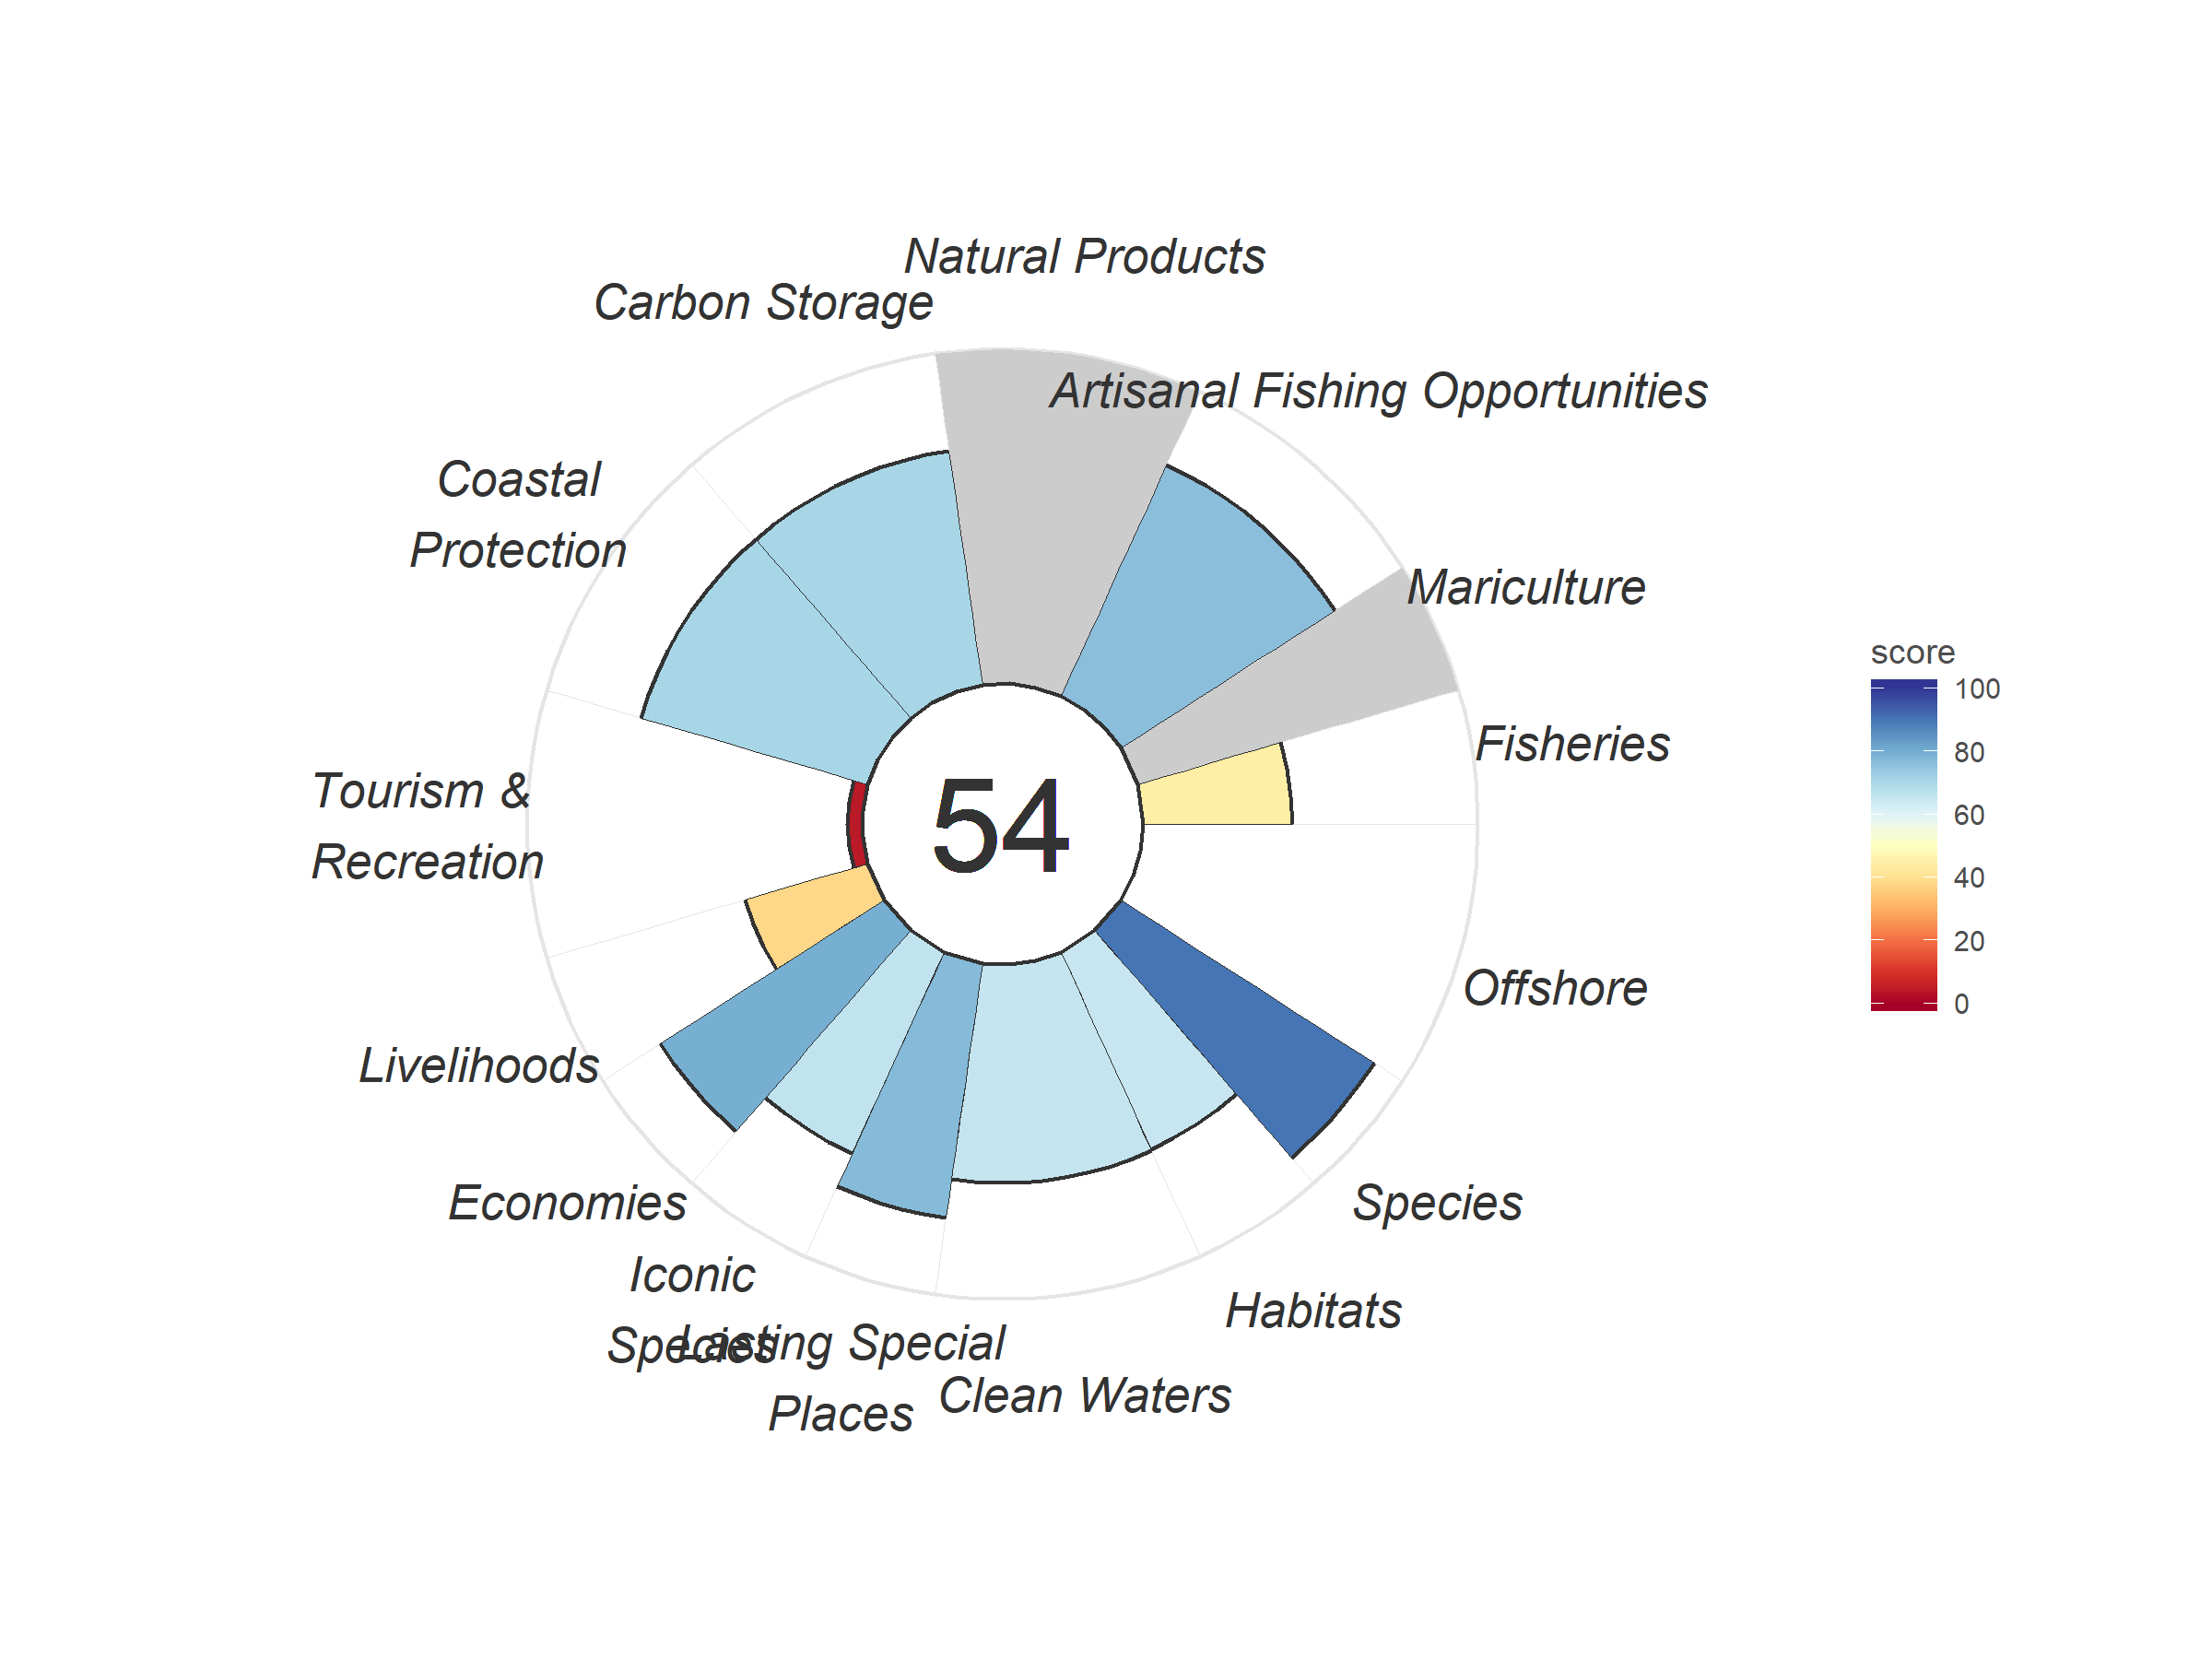 Natural Products
Carbon Storage
Artisanal Fishing Opportunities
Coastal
Protection
Mariculture
Fisheries
Tourism &
Recreation
54
Offshore
Livelihoods
Economies
Species
Iconic
Species
Habitats
Lasting Special
Places
Clean Waters
score
100
80
60
40
20
0